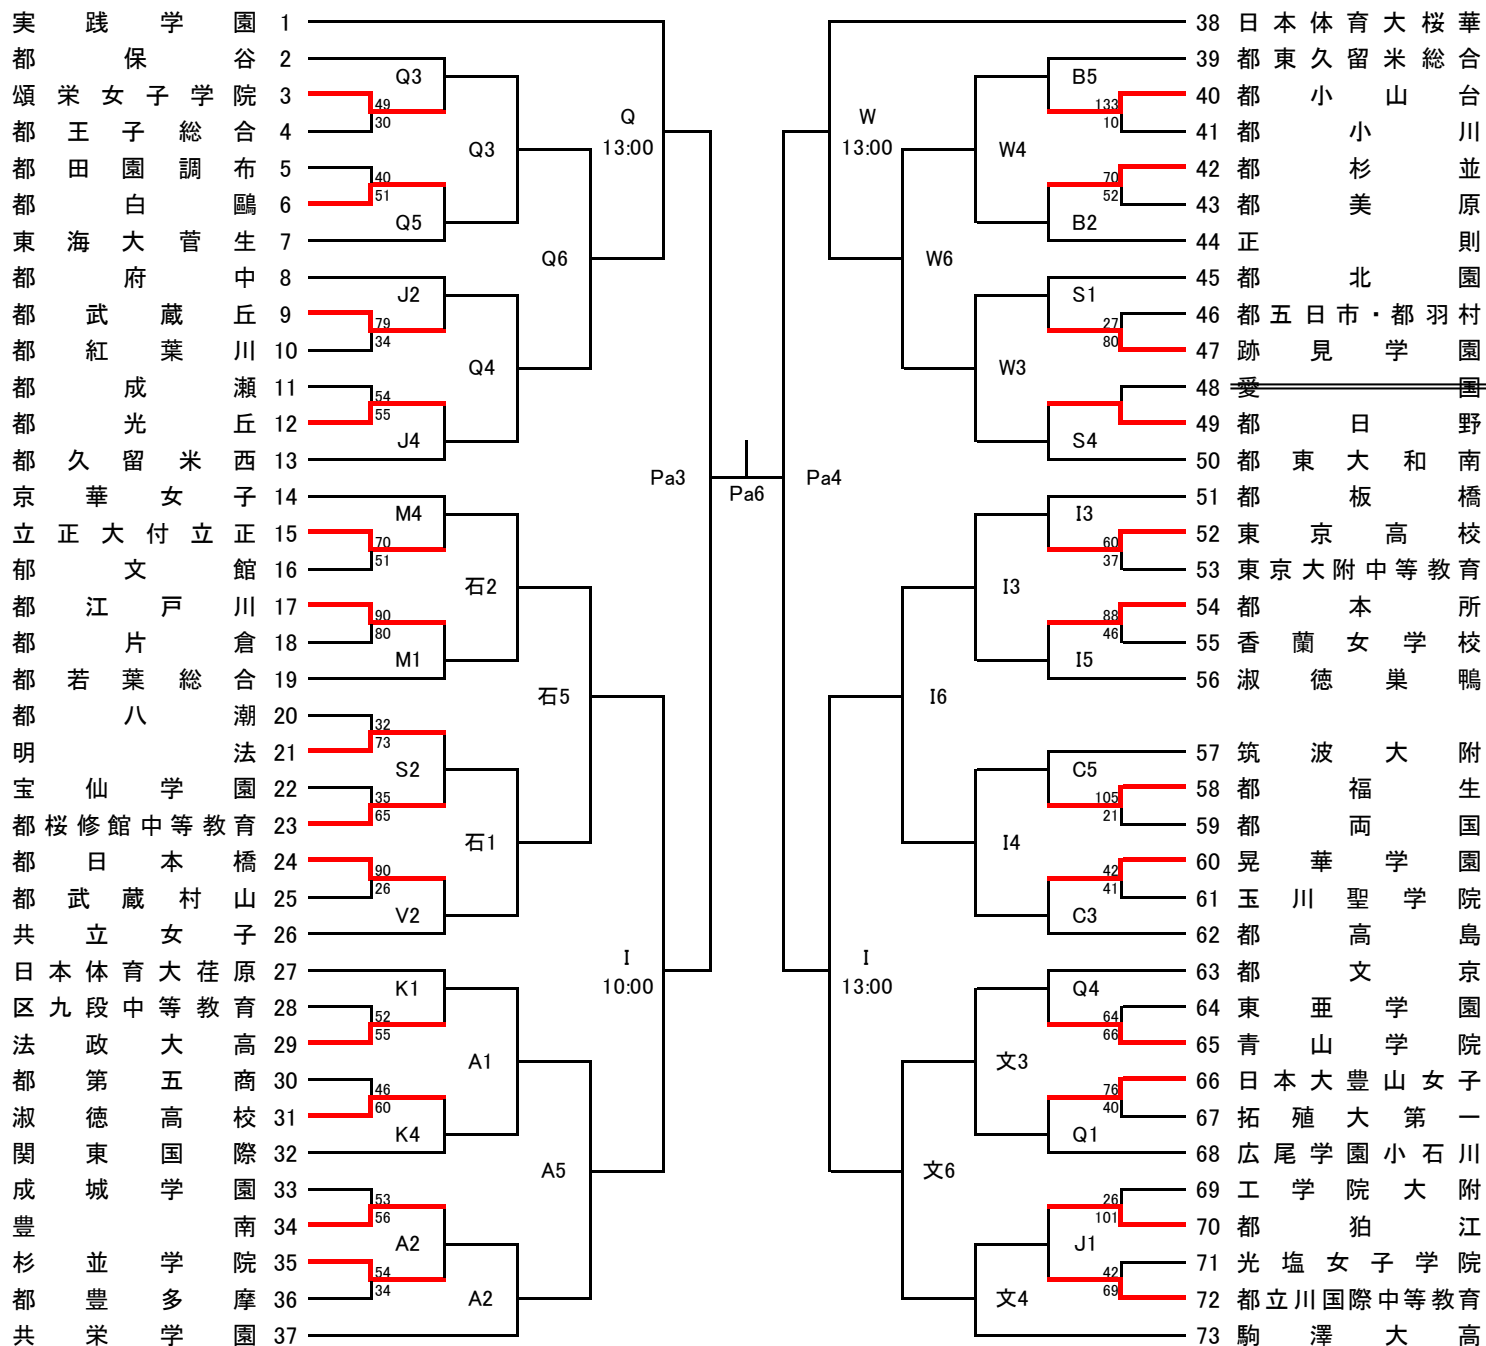 実践学園 1
都保谷 2
頌栄女子学院 3
都王子総合 4
都田園調布 5
都白鷗 6
東海大菅生 7
都府中 8
都武蔵丘 9
都紅葉川 10
都成瀬 11
都光丘 12
都久留米西 13
京華女子 14
立正大付立正 15
郁文館 16
都江戸川 17
都片倉 18
都若葉総合 19
都八潮 20
明法 21
宝仙学園 22
都桜修館中等教育 23
都日本橋 24
都武蔵村山 25
共立女子 26
日本体育大荏原 27
区九段中等教育 28
法政大高 29
都第五商 30
淑徳高校 31
関東国際 32
成城学園 33
豊南 34
杉並学院 35
都豊多摩 36
共栄学園 37
Q3
49
30
40
51
Q5
J2
79
34
54
55
J4
M4
70
51
90
80
M1
32
73
S2
35
65
90
26
V2
K1
52
55
46
60
K4
53
56
A2
54
34
Q3
Q4
石2
石1
A1
A2
Q6
石5
A5
Q
13:00
I
10:00
Pa3
Pa6
Pa4
W
13:00
I
13:00
W6
I6
文6
W4
W3
I3
I4
文3
文4
B5
133
10
70
52
B2
S1
27
80
S4
I3
60
37
88
46
I5
C5
105
21
42
41
C3
Q4
64
66
76
40
Q1
26
101
J1
42
69
38 日本体育大桜華
39 都東久留米総合
40 都小山台
41 都小川
42 都杉並
43 都美原
44 正則
45 都北園
46 都五日市・都羽村
47 跡見学園
48 愛国
49 都日野
50 都東大和南
51 都板橋
52 東京高校
53 東京大附中等教育
54 都本所
55 香蘭女学校
56 淑徳巣鴨
57 筑波大附
58 都福生
59 都両国
60 晃華学園
61 玉川聖学院
62 都高島
63 都文京
64 東亜学園
65 青山学院
66 日本大豊山女子
67 拓殖大第一
68 広尾学園小石川
69 工学院大附
70 都狛江
71 光塩女子学院
72 都立川国際中等教育
73 駒澤大高